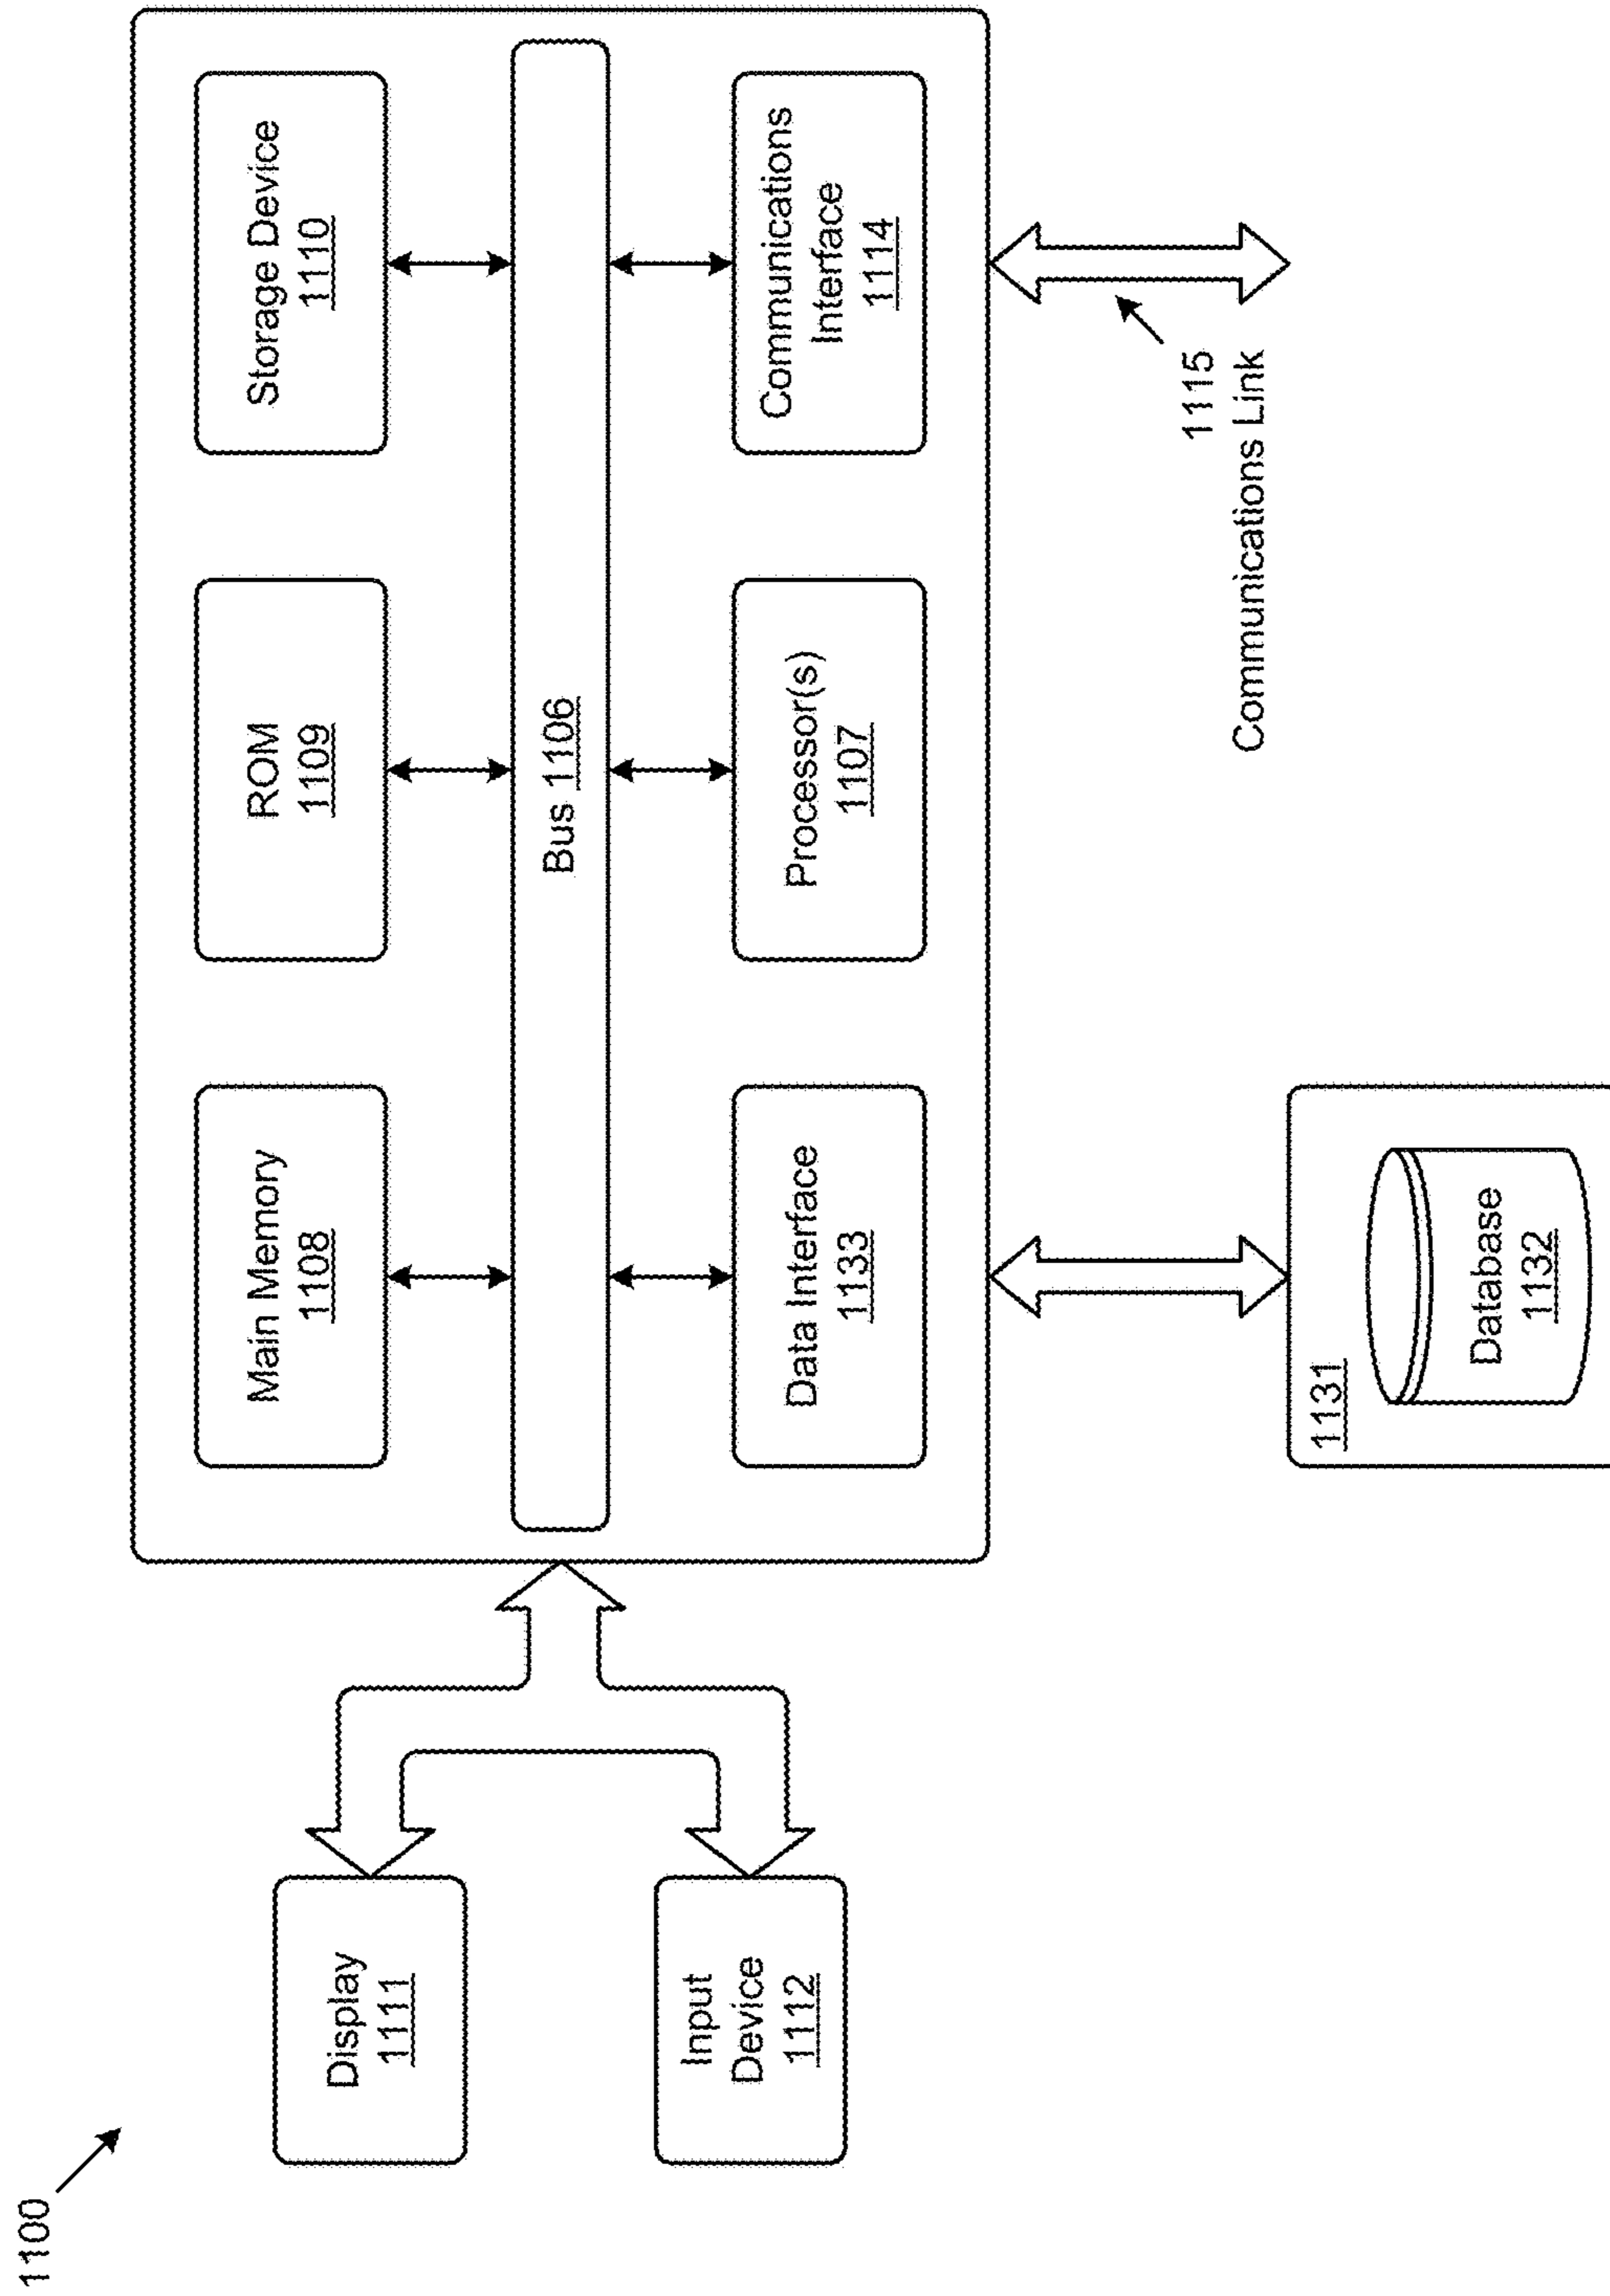 1100
Display
1111
Input
Device
1112
Main Memory
1108
ROM
1109
Storage Device
1110
Bus 1106
Data Interface
1133
Processor(s)
1107
Communications
Interface
1114
1115
Communications Link
1131
Database
1132